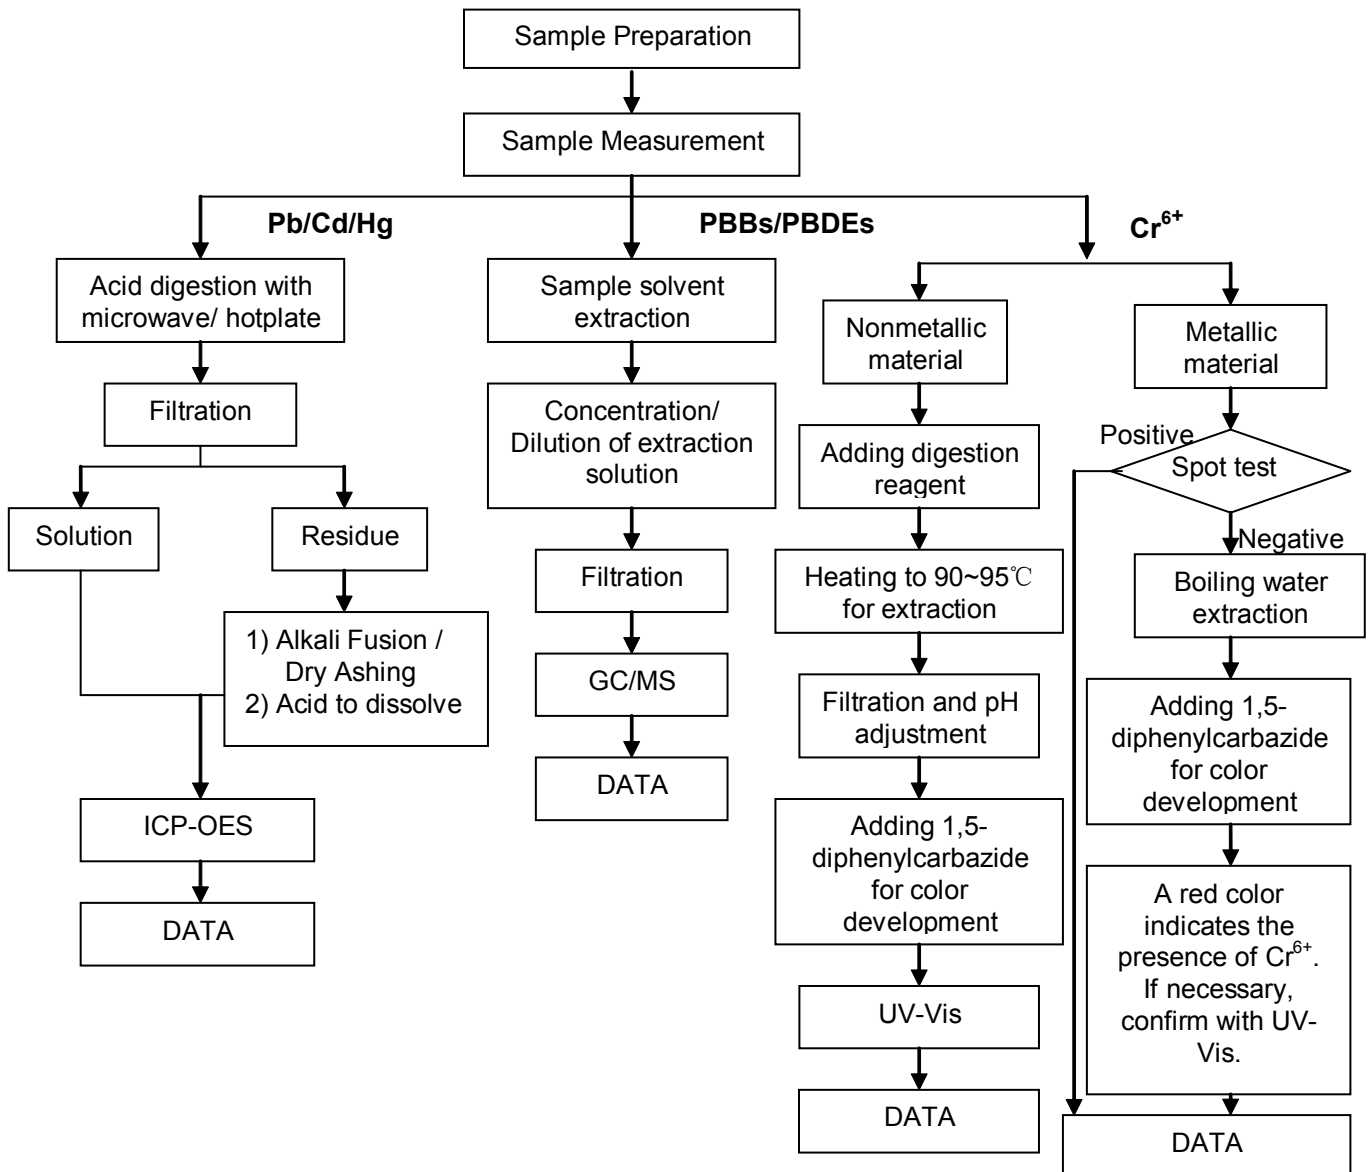 Sample Preparation
Sample Measurement
Pb/Cd/Hg
PBBs/PBDEs
Cr⁶⁺
Acid digestion with
microwave/ hotplate
Filtration
Solution
Residue
1) Alkali Fusion /
Dry Ashing
2) Acid to dissolve
ICP-OES
DATA
Sample solvent
extraction
Concentration/
Dilution of extraction
solution
Filtration
GC/MS
DATA
Nonmetallic
material
Adding digestion
reagent
Heating to 90~95℃
for extraction
Filtration and pH
adjustment
Adding 1,5-
diphenylcarbazide
for color
development
UV-Vis
DATA
Metallic
material
Positive
Spot test
Negative
Boiling water
extraction
Adding 1,5-
diphenylcarbazide
for color
development
A red color
indicates the
presence of Cr⁶⁺.
If necessary,
confirm with UV-
Vis.
DATA